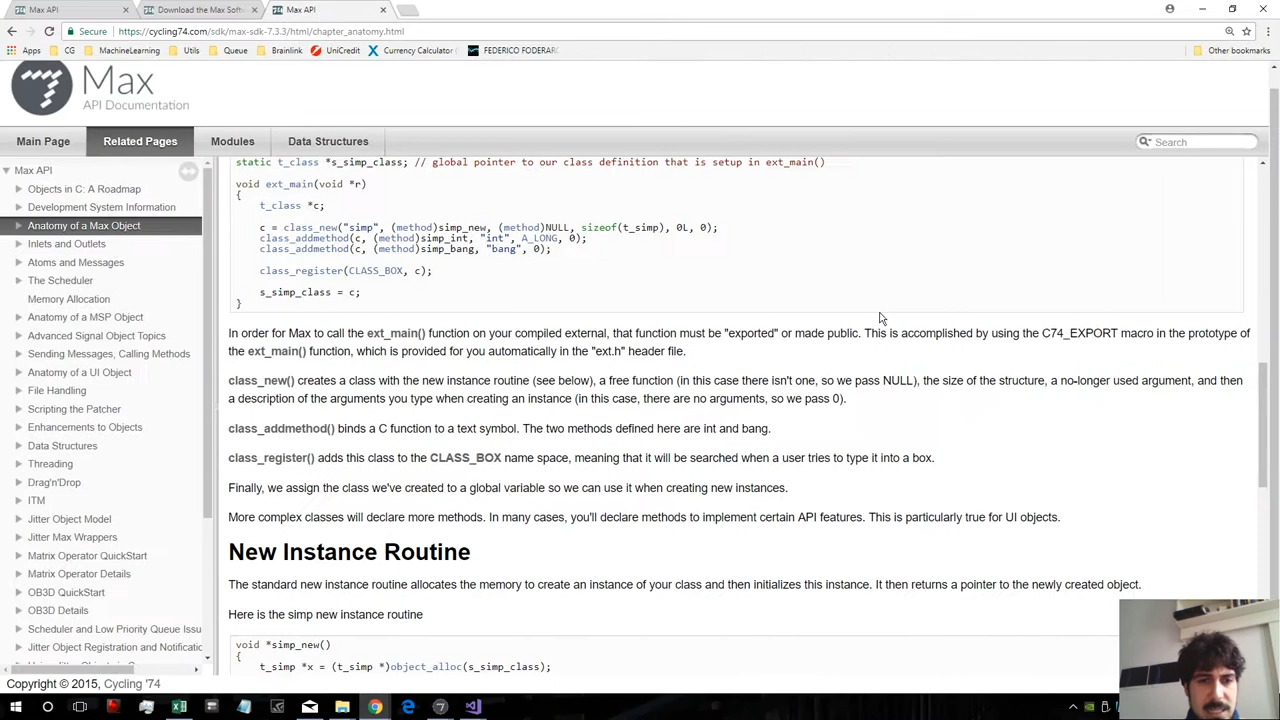 Max API
Download the Max Soft
Max API
Secure
https://cycling74.com/sdk/max-sdk-7.3.3/html/chapter_anatomy.html
Apps
CG
MachineLearning
Utils
Queue
Brainlink
UniCredit
Currency Calculator (
FEDERICO FODERARO
Other bookmarks
Max
API Documentation
Main Page
Related Pages
Modules
Data Structures
Search
Max API
Objects in C: A Roadmap
Development System Information
Anatomy of a Max Object
Inlets and Outlets
Atoms and Messages
The Scheduler
Memory Allocation
Anatomy of a MSP Object
Advanced Signal Object Topics
Sending Messages, Calling Methods
Anatomy of a UI Object
File Handling
Scripting the Patcher
Enhancements to Objects
Data Structures
Threading
Drag'n'Drop
ITM
Jitter Object Model
Jitter Max Wrappers
Matrix Operator QuickStart
Matrix Operator Details
OB3D QuickStart
OB3D Details
Scheduler and Low Priority Queue Issu
Jitter Object Registration and Notificatio
static t_class *s_simp_class; // global pointer to our class definition that is setup in ext_main()
void ext_main(void *r)
{
t_class *c;
c = class_new("simp", (method)simp_new, (method)NULL, sizeof(t_simp), 0L, 0);
class_addmethod(c, (method)simp_int, "int", A_LONG, 0);
class_addmethod(c, (method)simp_bang, "bang", 0);
class_register(CLASS_BOX, c);
s_simp_class = c;
}
In order for Max to call the ext_main() function on your compiled external, that function must be "exported" or made public. This is accomplished by using the C74_EXPORT macro in the prototype of
the ext_main() function, which is provided for you automatically in the "ext.h" header file.
class_new() creates a class with the new instance routine (see below), a free function (in this case there isn't one, so we pass NULL), the size of the structure, a no-longer used argument, and then
a description of the arguments you type when creating an instance (in this case, there are no arguments, so we pass 0).
class_addmethod() binds a C function to a text symbol. The two methods defined here are int and bang.
class_register() adds this class to the CLASS_BOX name space, meaning that it will be searched when a user tries to type it into a box.
Finally, we assign the class we've created to a global variable so we can use it when creating new instances.
More complex classes will declare more methods. In many cases, you'll declare methods to implement certain API features. This is particularly true for UI objects.
New Instance Routine
The standard new instance routine allocates the memory to create an instance of your class and then initializes this instance. It then returns a pointer to the newly created object.
Here is the simp new instance routine
void *simp_new()
{
t_simp *x = (t_simp *)object_alloc(s_simp_class);
Copyright © 2015, Cycling '74